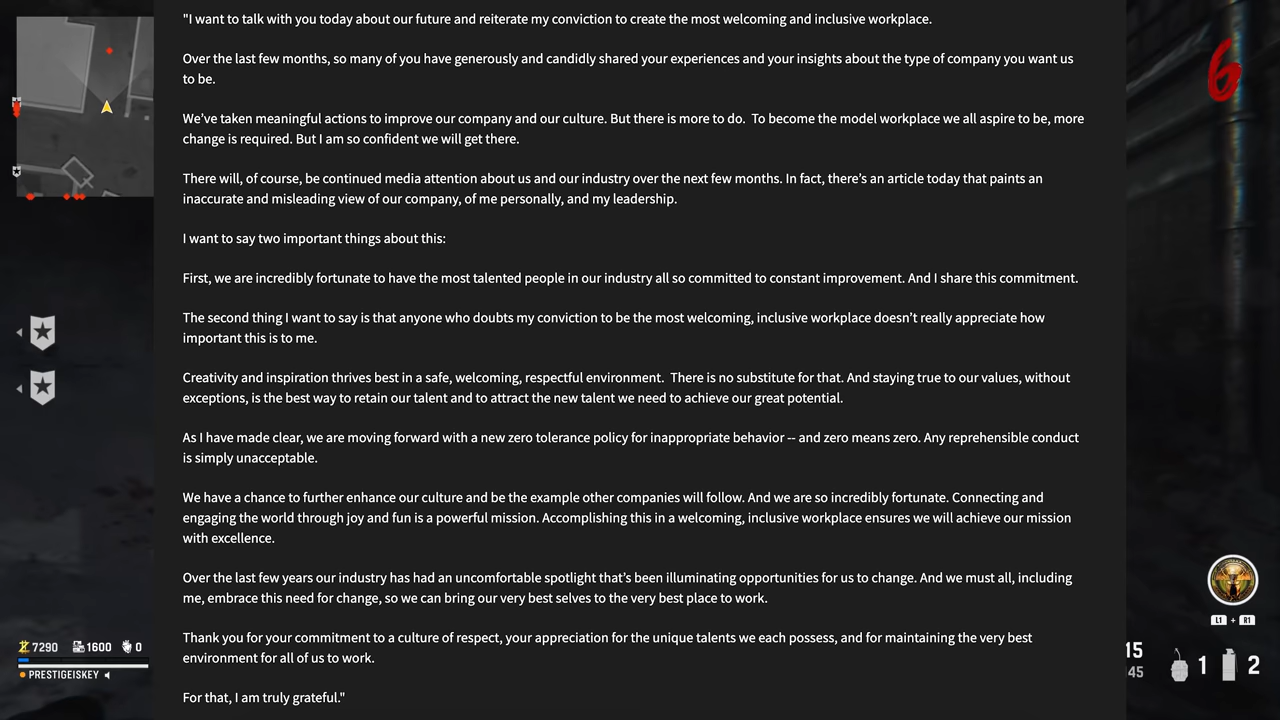 "I want to talk with you today about our future and reiterate my conviction to create the most welcoming and inclusive workplace.
Over the last few months, so many of you have generously and candidly shared your experiences and your insights about the type of company you want us
to be.
We've taken meaningful actions to improve our company and our culture. But there is more to do.  To become the model workplace we all aspire to be, more
change is required. But I am so confident we will get there.
There will, of course, be continued media attention about us and our industry over the next few months. In fact, there's an article today that paints an
inaccurate and misleading view of our company, of me personally, and my leadership.
I want to say two important things about this:
First, we are incredibly fortunate to have the most talented people in our industry all so committed to constant improvement. And I share this commitment.
The second thing I want to say is that anyone who doubts my conviction to be the most welcoming, inclusive workplace doesn't really appreciate how
important this is to me.
Creativity and inspiration thrives best in a safe, welcoming, respectful environment.  There is no substitute for that. And staying true to our values, without
exceptions, is the best way to retain our talent and to attract the new talent we need to achieve our great potential.
As I have made clear, we are moving forward with a new zero tolerance policy for inappropriate behavior -- and zero means zero. Any reprehensible conduct
is simply unacceptable.
We have a chance to further enhance our culture and be the example other companies will follow. And we are so incredibly fortunate. Connecting and
engaging the world through joy and fun is a powerful mission. Accomplishing this in a welcoming, inclusive workplace ensures we will achieve our mission
with excellence.
Over the last few years our industry has had an uncomfortable spotlight that's been illuminating opportunities for us to change. And we must all, including
me, embrace this need for change, so we can bring our very best selves to the very best place to work.
Thank you for your commitment to a culture of respect, your appreciation for the unique talents we each possess, and for maintaining the very best
environment for all of us to work.
For that, I am truly grateful."
6
7290 1600 0
PRESTIGEISKEY
L1 + R1
15
45
1 2